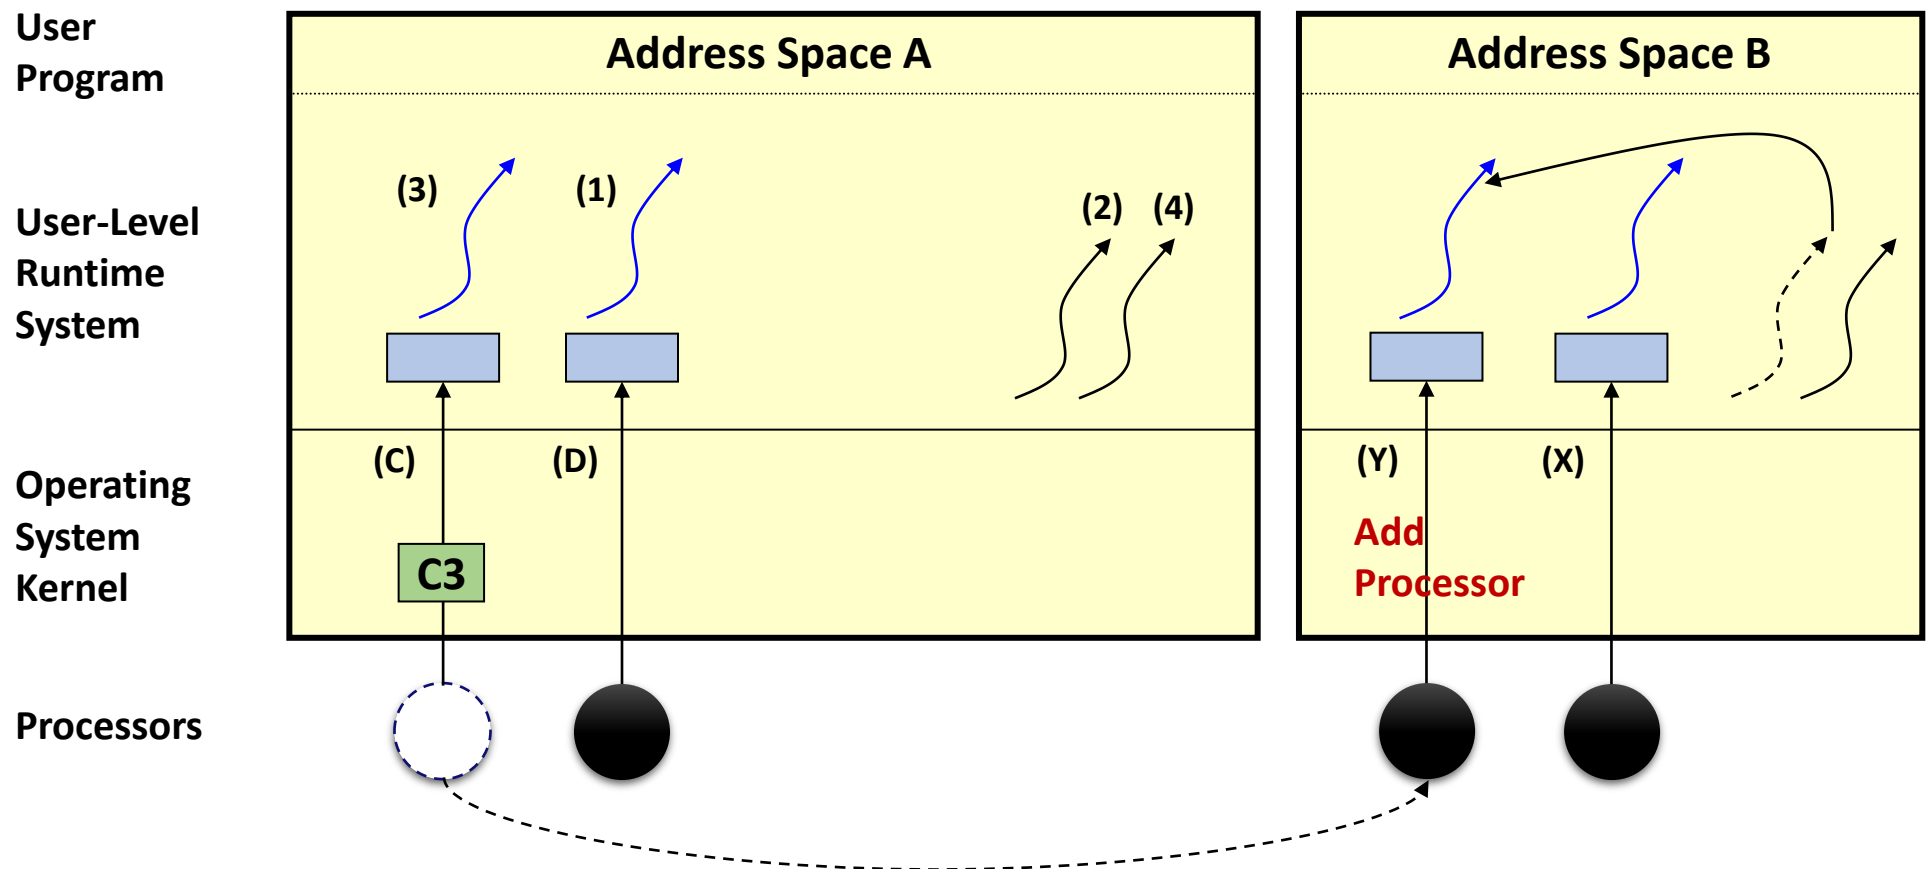 User
Program
Address Space A
Address Space B
(3)
(1)
(2)
(4)
User-Level
Runtime
System
(C)
(D)
(Y)
(X)
Operating
System
Kernel
C3
Add
Processor
Processors